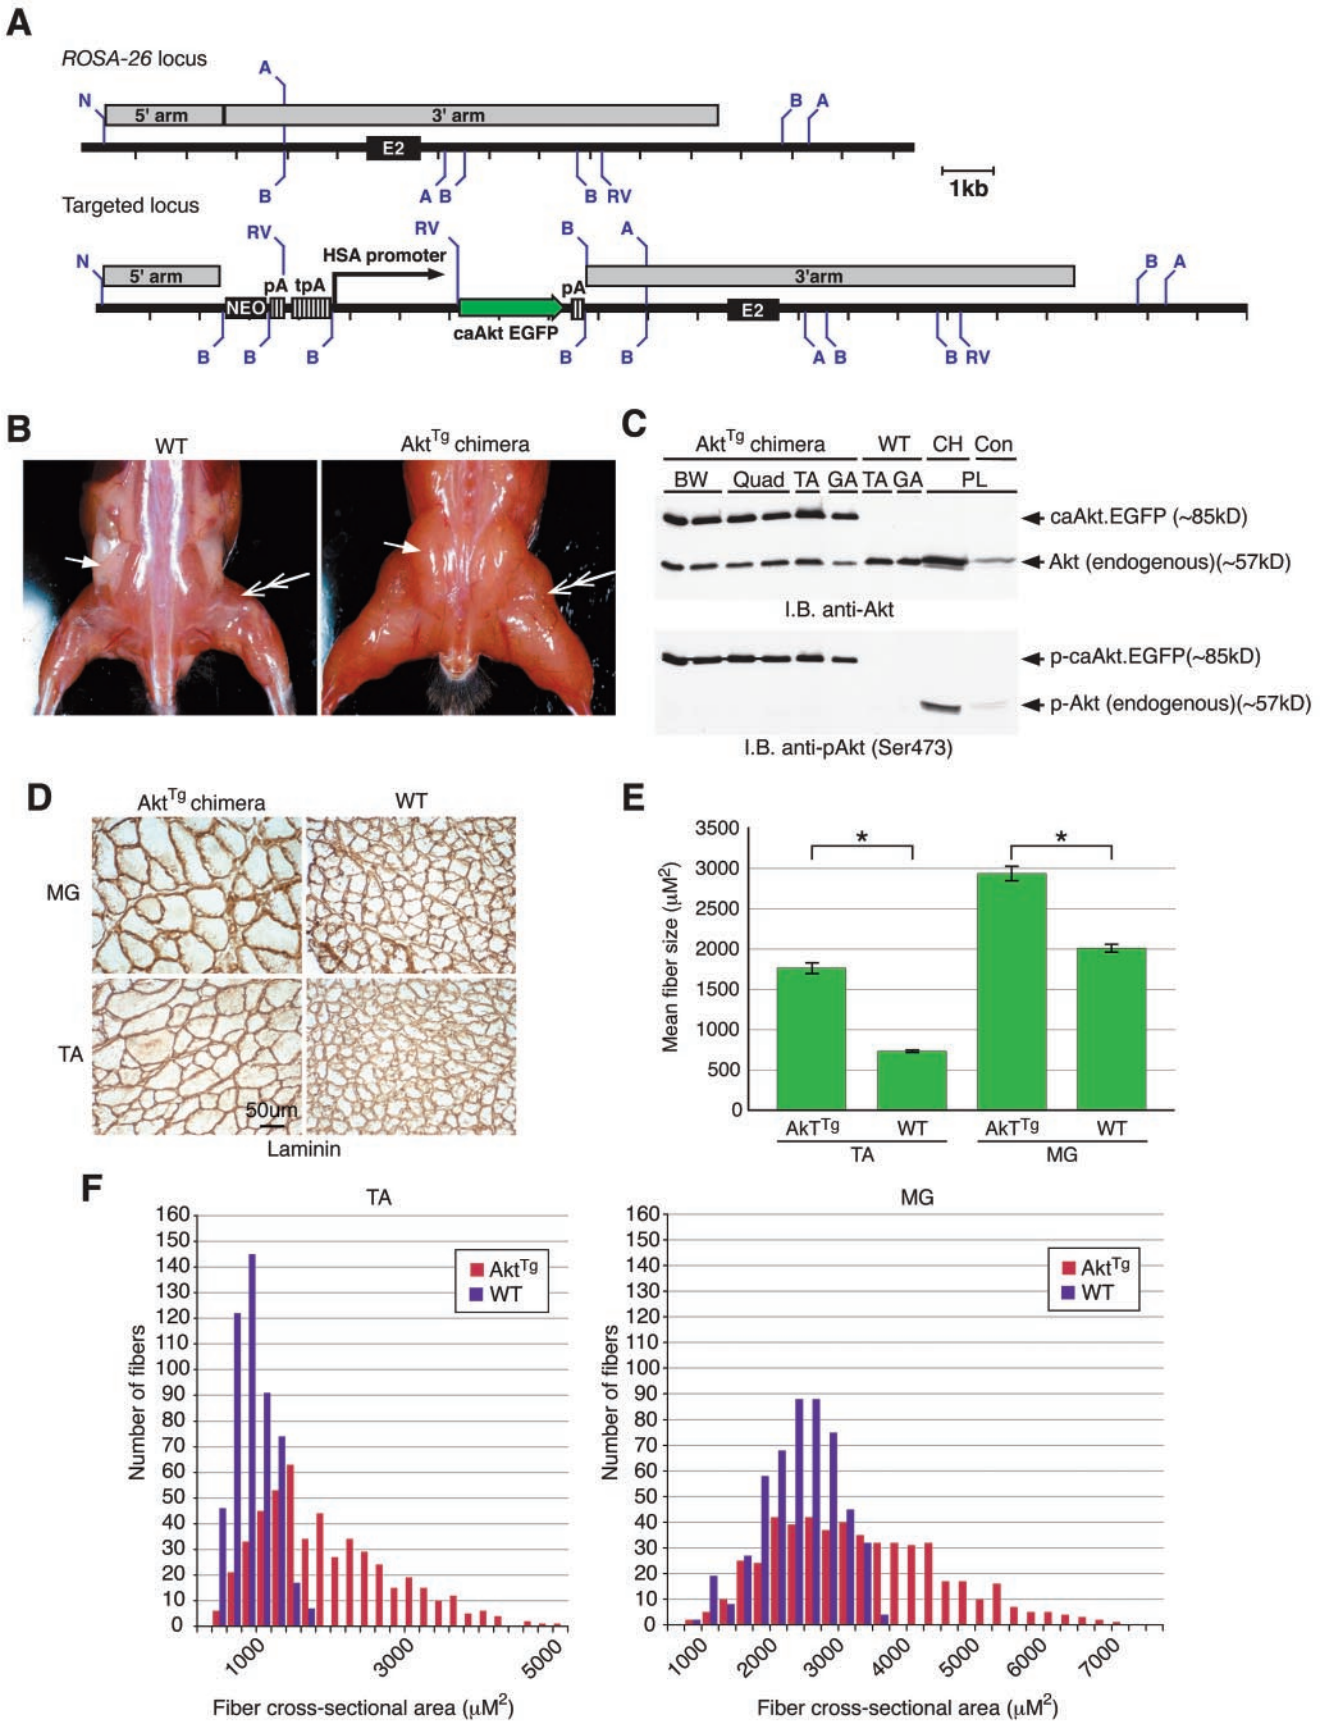 A
ROSA-26 locus
A
N
B A
5' arm 3' arm
E2
B A B B RV
1kb
Targeted locus
RV RV B A
N HSA promoter B A
5' arm 3'arm
pA tpA pA
NEO E2
caAkt EGFP
B B B B B A B B RV
B
WT AktTg chimera
C
AktTg chimera WT CH Con
BW Quad TA GA TA GA PL
caAkt.EGFP (~85kD)
Akt (endogenous)(~57kD)
I.B. anti-Akt
p-caAkt.EGFP(~85kD)
p-Akt (endogenous)(~57kD)
I.B. anti-pAkt (Ser473)
D
AktTg chimera WT
MG
TA
50um
Laminin
E
Mean fiber size (µM²)
3500
3000
2500
2000
1500
1000
500
0
* *
AkTTg WT AkTTg WT
TA MG
F
TA
Number of fibers
160
150
140
130
120
110
100
90
80
70
60
50
40
30
20
10
0
AktTg
WT
1000 3000 5000
Fiber cross-sectional area (µM²)
MG
Number of fibers
160
150
140
130
120
110
100
90
80
70
60
50
40
30
20
10
0
AktTg
WT
1000 2000 3000 4000 5000 6000 7000
Fiber cross-sectional area (µM²)